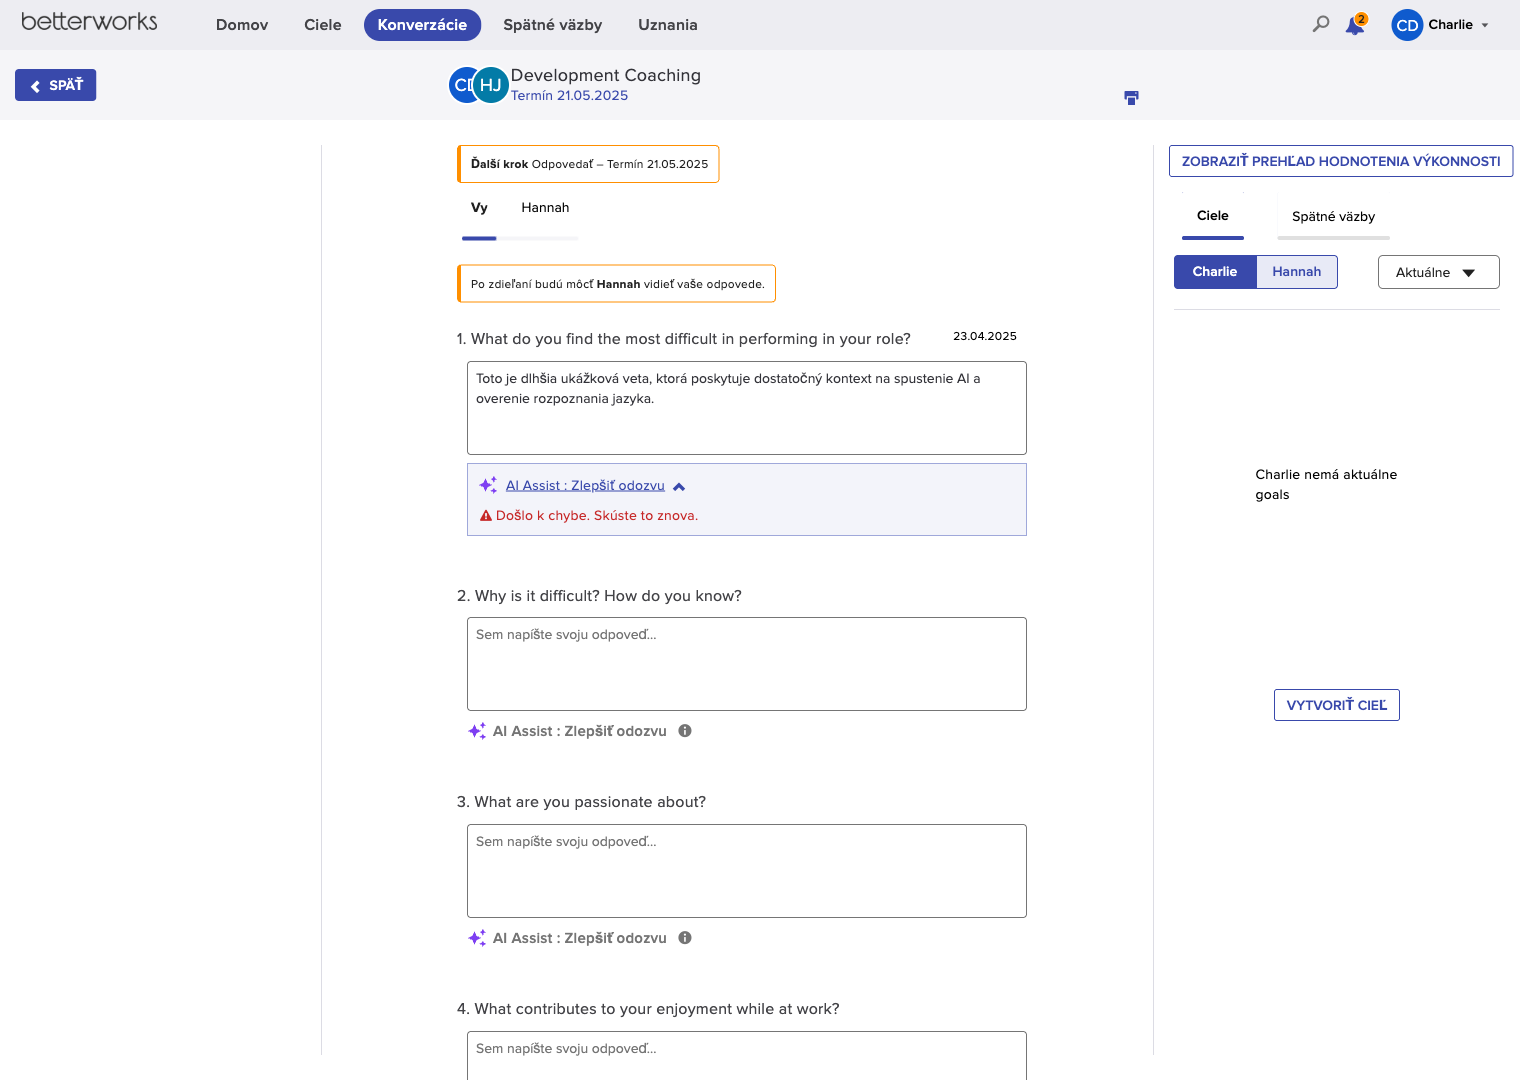 betterworks
Domov
Ciele
Konverzácie
Spätné väzby
Uznania
2
CD
Charlie
SPÄŤ
HJ
Development Coaching
Termín 21.05.2025
Ďalší krok Odpovedať – Termín 21.05.2025
Vy
Hannah
Po zdieľaní budú môcť Hannah vidieť vaše odpovede.
1. What do you find the most difficult in performing in your role?
23.04.2025
Toto je dlhšia ukážková veta, ktorá poskytuje dostatočný kontext na spustenie AI a
overenie rozpoznania jazyka.
AI Assist : Zlepšiť odozvu
Došlo k chybe. Skúste to znova.
2. Why is it difficult? How do you know?
Sem napíšte svoju odpoveď...
AI Assist : Zlepšiť odozvu
3. What are you passionate about?
Sem napíšte svoju odpoveď...
AI Assist : Zlepšiť odozvu
4. What contributes to your enjoyment while at work?
Sem napíšte svoju odpoveď...
ZOBRAZIŤ PREHĽAD HODNOTENIA VÝKONNOSTI
Ciele
Spätné väzby
Charlie
Hannah
Aktuálne
Charlie nemá aktuálne
goals
VYTVORIŤ CIEĽ